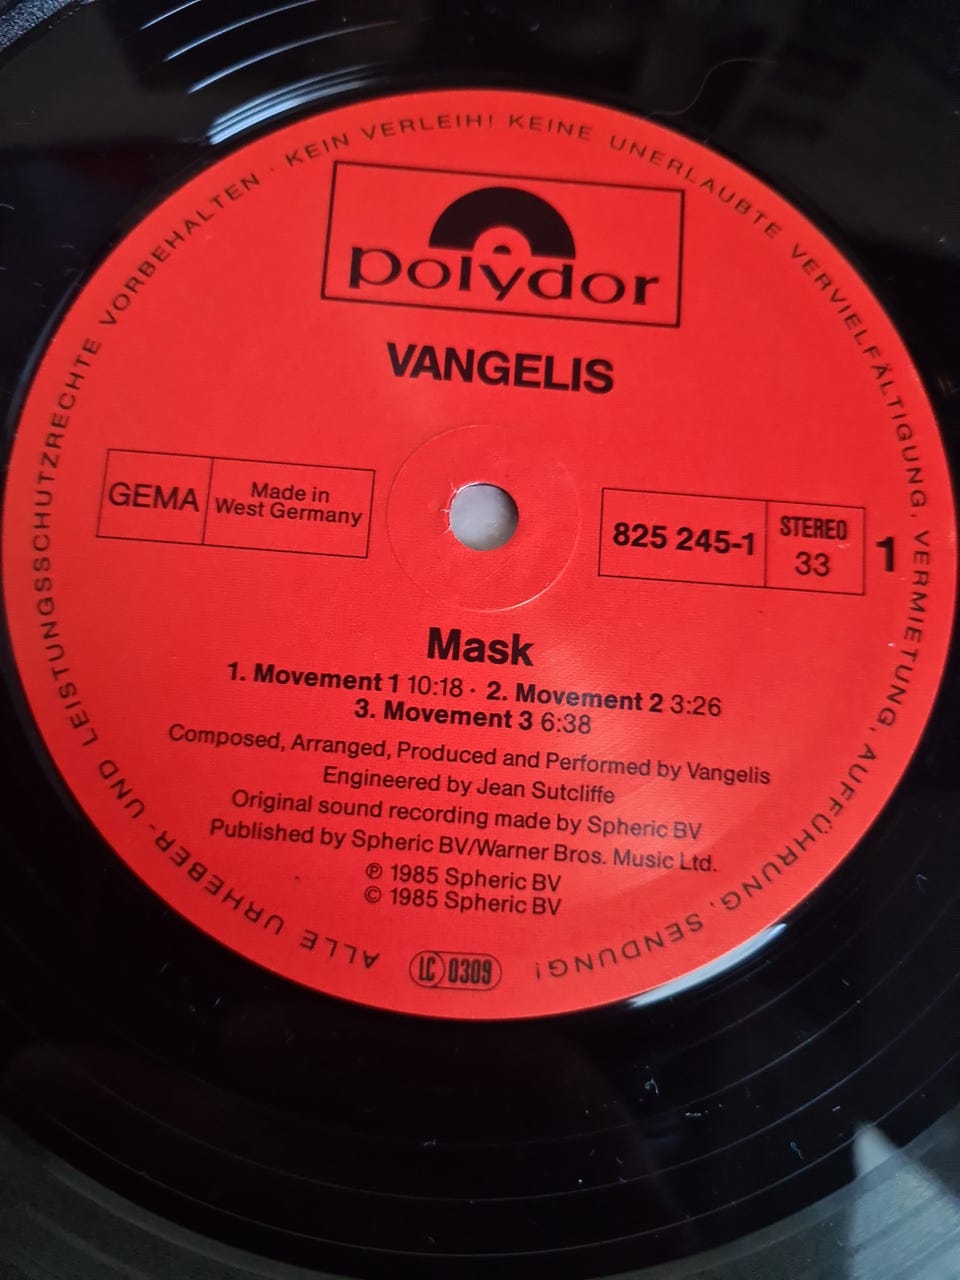 ALLE URHEBER- UND LEISTUNGSSCHUTZRECHTE VORBEHALTEN · KEIN VERLEIH! KEINE UNERLAUBTE VERVIELFÄLTIGUNG, VERMIETUNG, AUFFÜHRUNG, SENDUNG!
polydor
VANGELIS
GEMA
Made in
West Germany
825 245-1
STEREO
33
1
Mask
1. Movement 1 10:18 · 2. Movement 2 3:26
3. Movement 3 6:38
Composed, Arranged, Produced and Performed by Vangelis
Engineered by Jean Sutcliffe
Original sound recording made by Spheric BV
Published by Spheric BV/Warner Bros. Music Ltd.
℗ 1985 Spheric BV
© 1985 Spheric BV
LC 0309